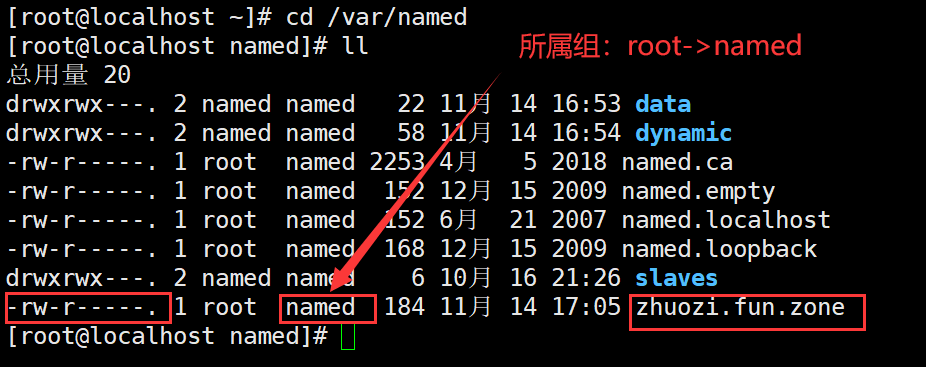 [root@localhost ~]# cd /var/named
[root@localhost named]# ll
所属组：root->named
总用量 20
drwxrwx---. 2 named named   22 11月  14 16:53 data
drwxrwx---. 2 named named   58 11月  14 16:54 dynamic
-rw-r-----. 1 root  named 2253 4月   5 2018 named.ca
-rw-r-----. 1 root  named  152 12月  15 2009 named.empty
-rw-r-----. 1 root  named  152 6月  21 2007 named.localhost
-rw-r-----. 1 root  named  168 12月  15 2009 named.loopback
drwxrwx---. 2 named named    6 10月  16 21:26 slaves
-rw-r-----. 1 root  named  184 11月  14 17:05 zhuozi.fun.zone
[root@localhost named]#